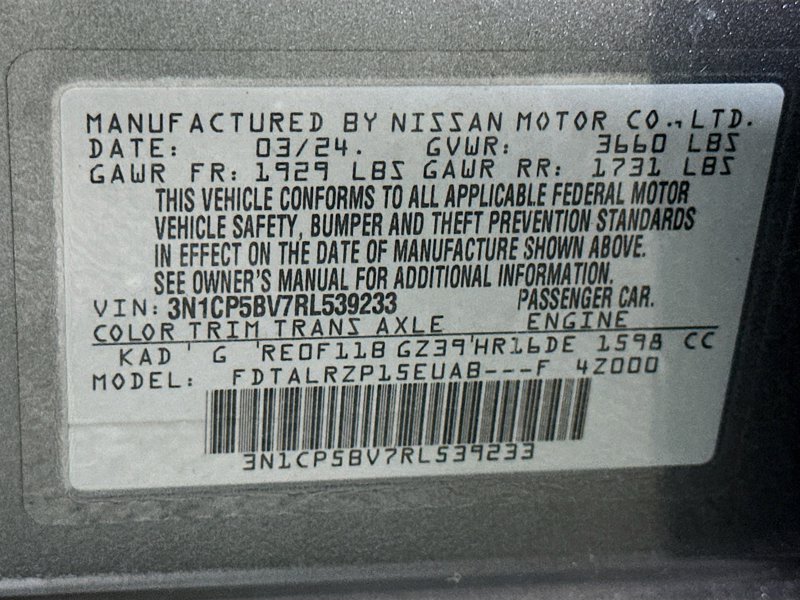 MANUFACTURED BY NISSAN MOTOR CO., LTD.
DATE: 03/24. GVWR: 3660 LBS
GAWR FR: 1929 LBS GAWR RR: 1731 LBS
THIS VEHICLE CONFORMS TO ALL APPLICABLE FEDERAL MOTOR
VEHICLE SAFETY, BUMPER AND THEFT PREVENTION STANDARDS
IN EFFECT ON THE DATE OF MANUFACTURE SHOWN ABOVE.
SEE OWNER'S MANUAL FOR ADDITIONAL INFORMATION.
VIN: 3N1CP5BV7RL539233 PASSENGER CAR.
COLOR TRIM TRANS AXLE ENGINE
KAD ' G 'RE0F11B GZ39'HR16DE 1598 CC
MODEL: FDTALRZP15EUAB---F 4Z000
3N1CP5BV7RL539233